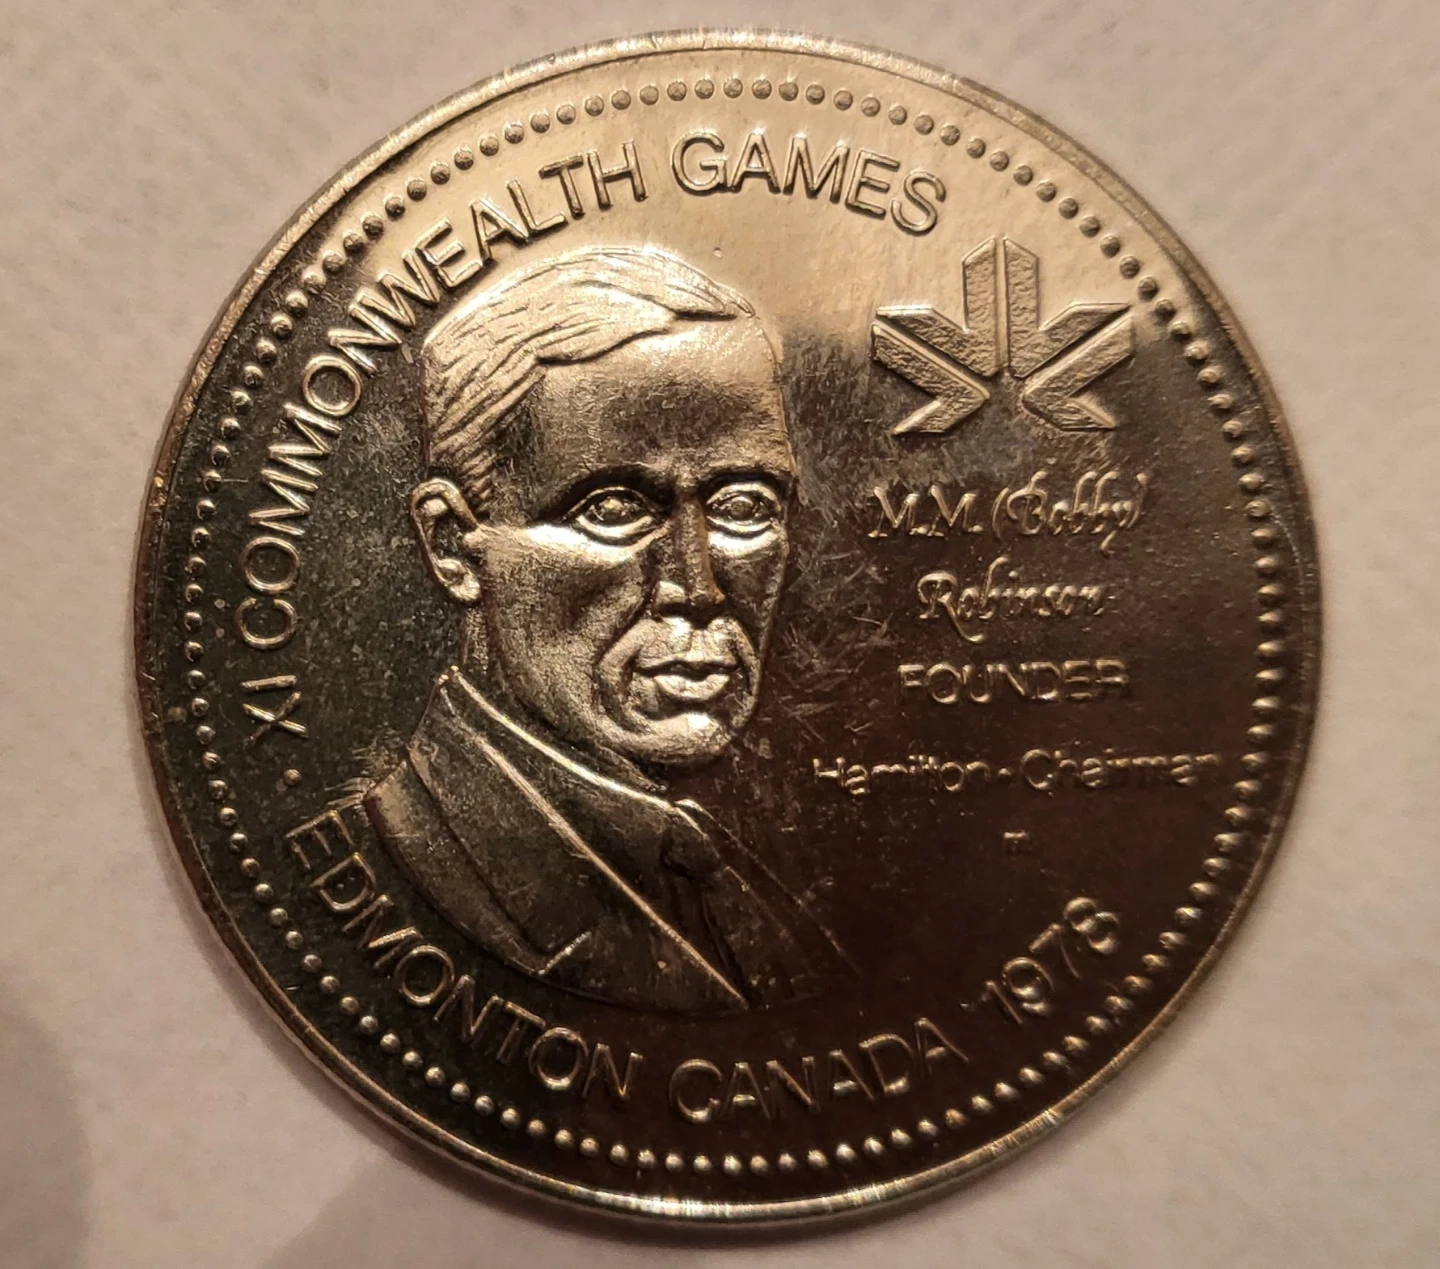 XI COMMONWEALTH GAMES
M.M. (Bobby)
Robinson
FOUNDER
Hamilton - Chairman
• EDMONTON CANADA 1978